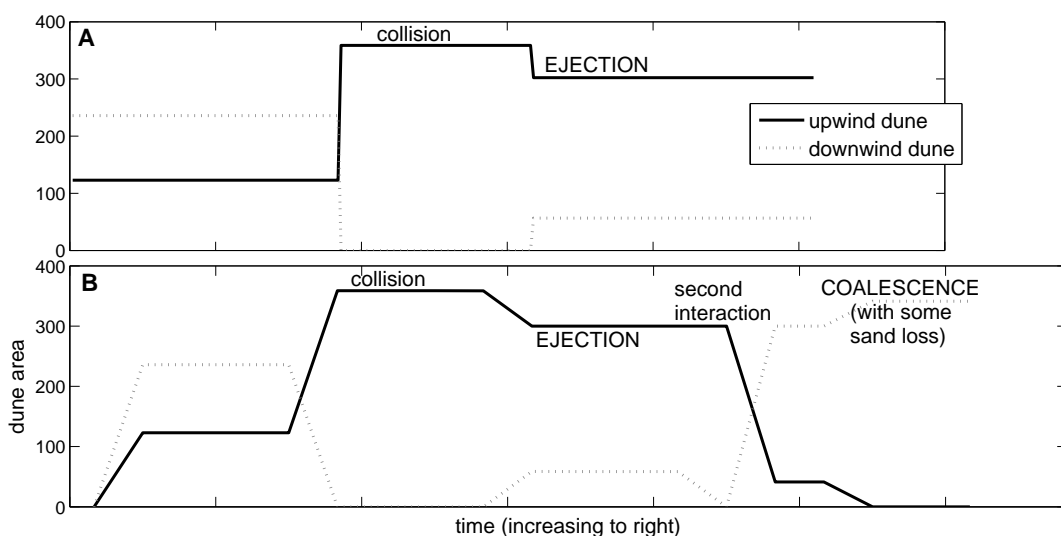 400
A
collision
300
EJECTION
upwind dune
200
downwind dune
100
0
400
B
collision
second
interaction
COALESCENCE
(with some
sand loss)
300
EJECTION
200
dune area
100
0
time (increasing to right)